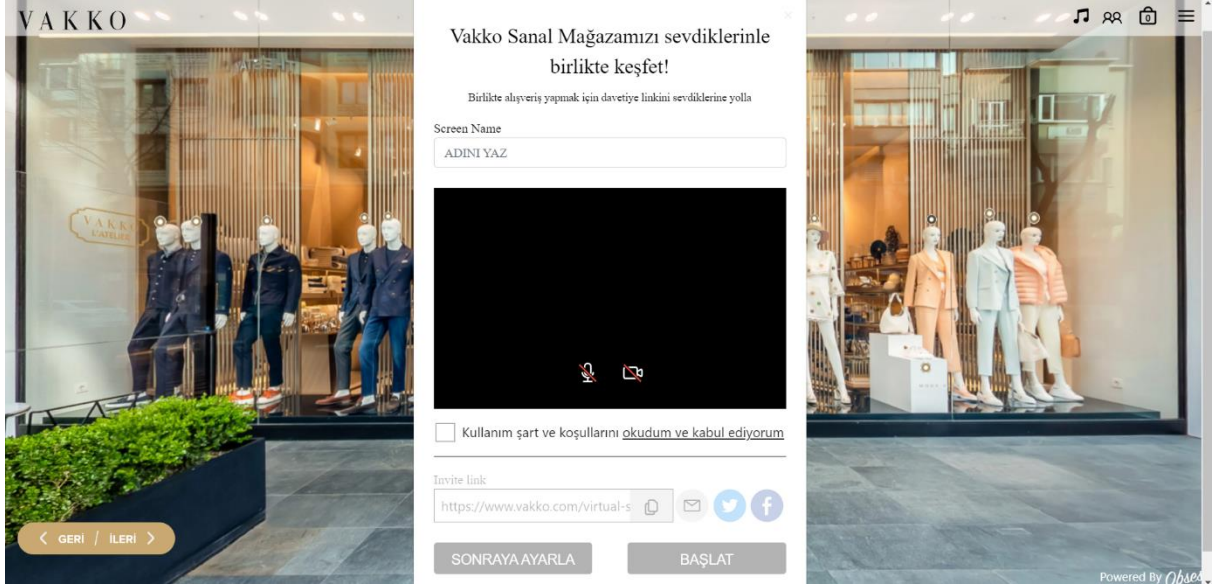 VAKKO
0
Vakko Sanal Mağazamızı sevdiklerinle
birlikte keşfet!
Birlikte alışveriş yapmak için davetiye linkini sevdiklerine yolla
Screen Name
ADINI YAZ
VAKKO
L'ATELIER
Kullanım şart ve koşullarını okudum ve kabul ediyorum
Invite link
https://www.vakko.com/virtual-s
SONRAYA AYARLA
BAŞLAT
GERİ / İLERİ
Powered By Obses